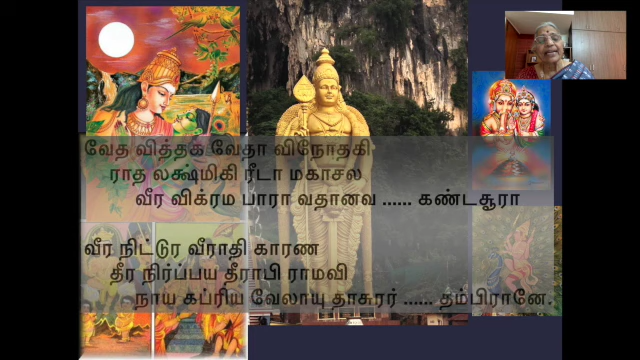 வேத வித்தக வேதா விநோதகி
ராத லக்ஷ்மிகி ரீடா மகாசல
வீர விக்ரம பாரா வதானவ ...... கண்டசூரா
வீர நிட்டுர வீராதி காரண
தீர நிர்ப்பய தீராபி ராமவி
நாய கப்ரிய வேலாயு தாசுரர் ...... தம்பிரானே.